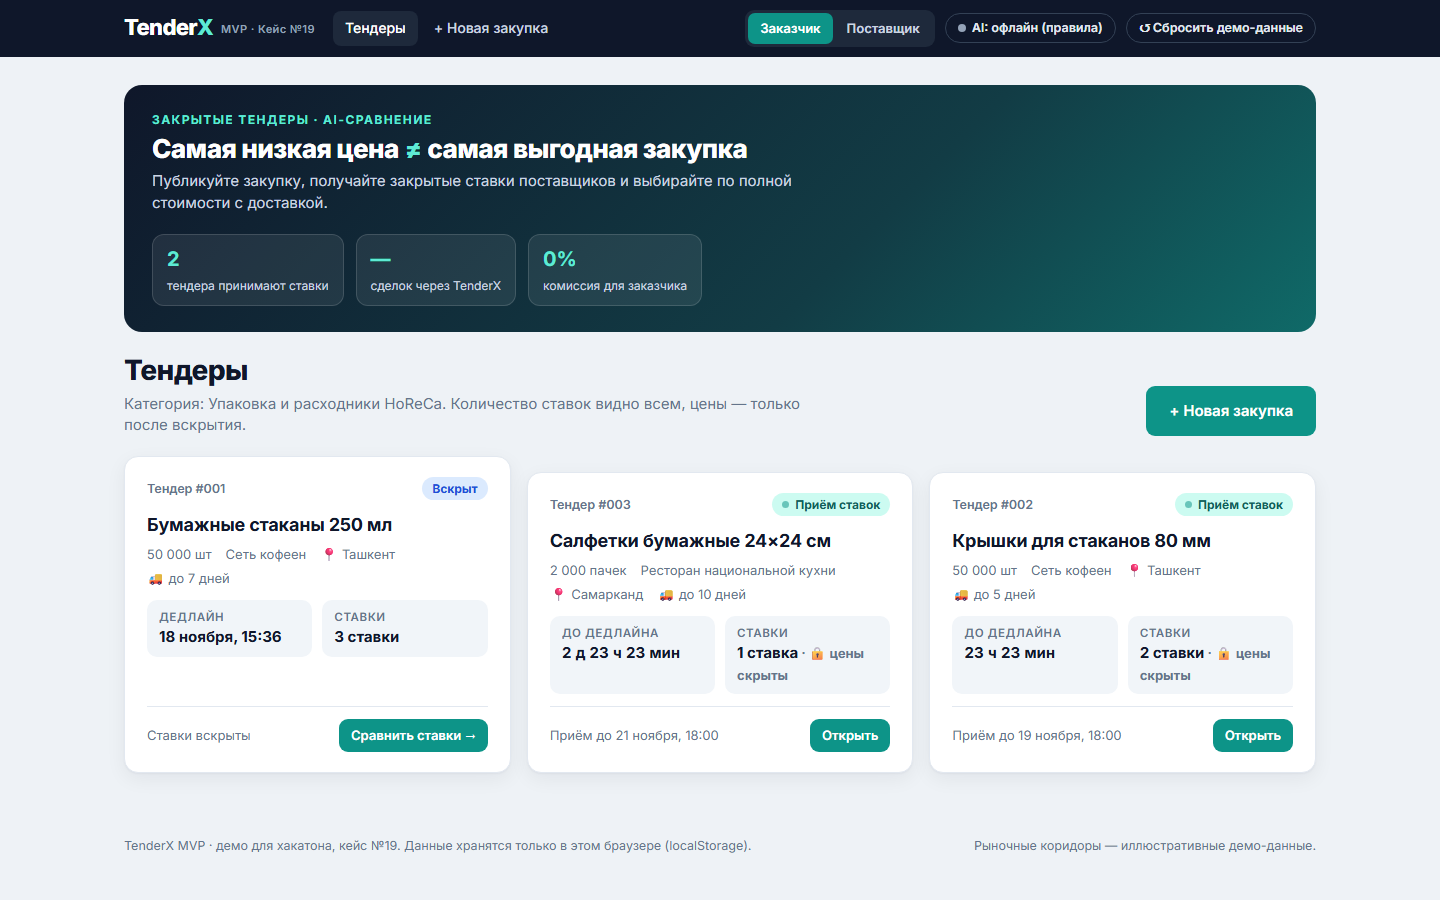 TenderX MVP · Кейс №19 Тендеры + Новая закупка Заказчик Поставщик AI: офлайн (правила) ↺ Сбросить демо-данные
ЗАКРЫТЫЕ ТЕНДЕРЫ · AI-СРАВНЕНИЕ
Самая низкая цена ≠ самая выгодная закупка
Публикуйте закупку, получайте закрытые ставки поставщиков и выбирайте по полной
стоимости с доставкой.
2
тендера принимают ставки
—
сделок через TenderX
0%
комиссия для заказчика
Тендеры
Категория: Упаковка и расходники HoReCa. Количество ставок видно всем, цены — только
после вскрытия.
+ Новая закупка
Тендер #001 Вскрыт
Бумажные стаканы 250 мл
50 000 шт Сеть кофеен 📍 Ташкент
🚚 до 7 дней
ДЕДЛАЙН
18 ноября, 15:36
СТАВКИ
3 ставки
Ставки вскрыты Сравнить ставки →
Тендер #003 Приём ставок
Салфетки бумажные 24×24 см
2 000 пачек Ресторан национальной кухни
📍 Самарканд 🚚 до 10 дней
ДО ДЕДЛАЙНА
2 д 23 ч 23 мин
СТАВКИ
1 ставка · 🔒 цены
скрыты
Приём до 21 ноября, 18:00 Открыть
Тендер #002 Приём ставок
Крышки для стаканов 80 мм
50 000 шт Сеть кофеен 📍 Ташкент
🚚 до 5 дней
ДО ДЕДЛАЙНА
23 ч 23 мин
СТАВКИ
2 ставки · 🔒 цены
скрыты
Приём до 19 ноября, 18:00 Открыть
TenderX MVP · демо для хакатона, кейс №19. Данные хранятся только в этом браузере (localStorage).
Рыночные коридоры — иллюстративные демо-данные.